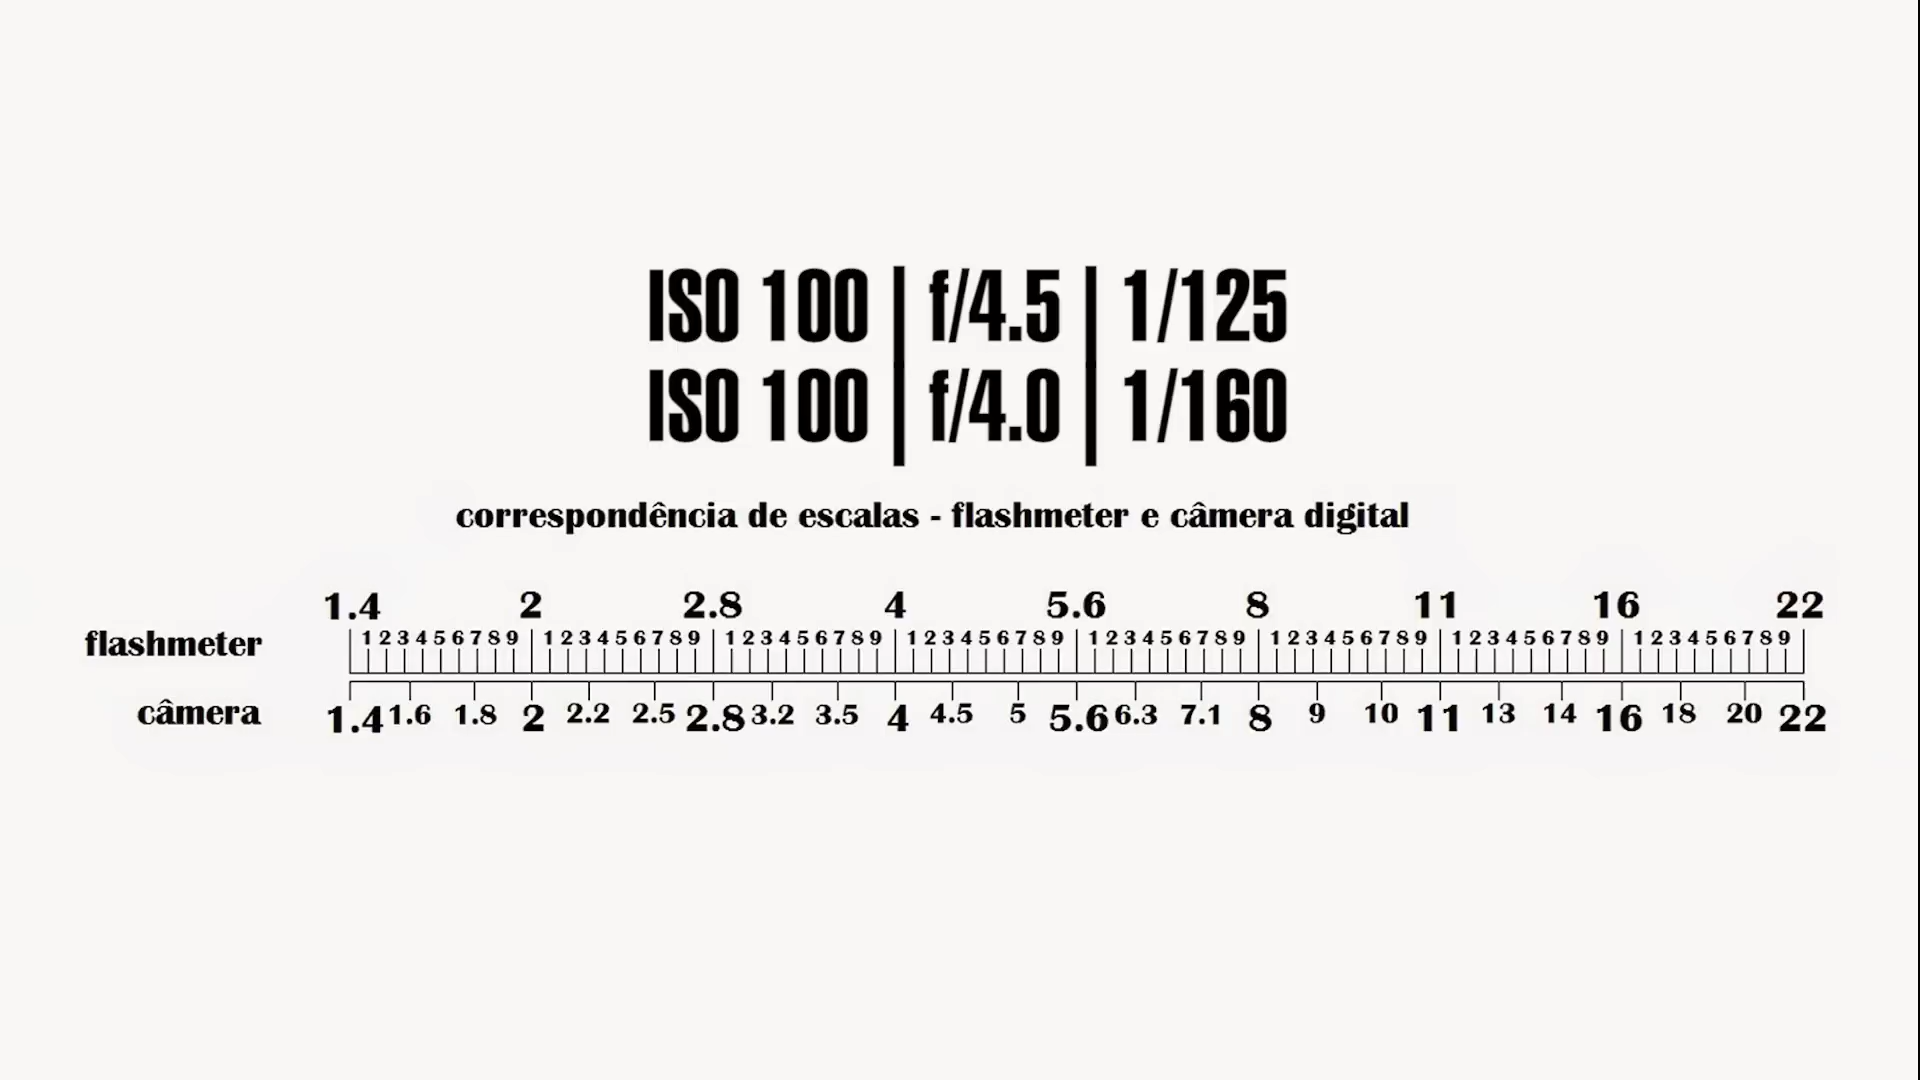 ISO 100 | f/4.5 | 1/125
ISO 100 | f/4.0 | 1/160
correspondência de escalas - flashmeter e câmera digital
1.4 2 2.8 4 5.6 8 11 16 22
flashmeter 1 2 3 4 5 6 7 8 9 1 2 3 4 5 6 7 8 9 1 2 3 4 5 6 7 8 9 1 2 3 4 5 6 7 8 9 1 2 3 4 5 6 7 8 9 1 2 3 4 5 6 7 8 9 1 2 3 4 5 6 7 8 9 1 2 3 4 5 6 7 8 9
câmera 1.4 1.6 1.8 2 2.2 2.5 2.8 3.2 3.5 4 4.5 5 5.6 6.3 7.1 8 9 10 11 13 14 16 18 20 22